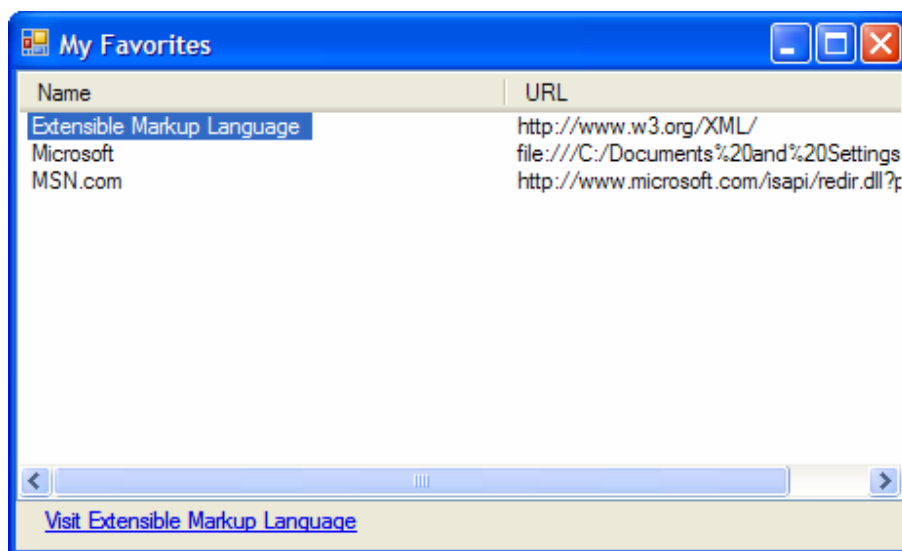 My Favorites
Name URL
Extensible Markup Language http://www.w3.org/XML/
Microsoft file:///C:/Documents%20and%20Settings
MSN.com http://www.microsoft.com/isapi/redir.dll?p
Visit Extensible Markup Language